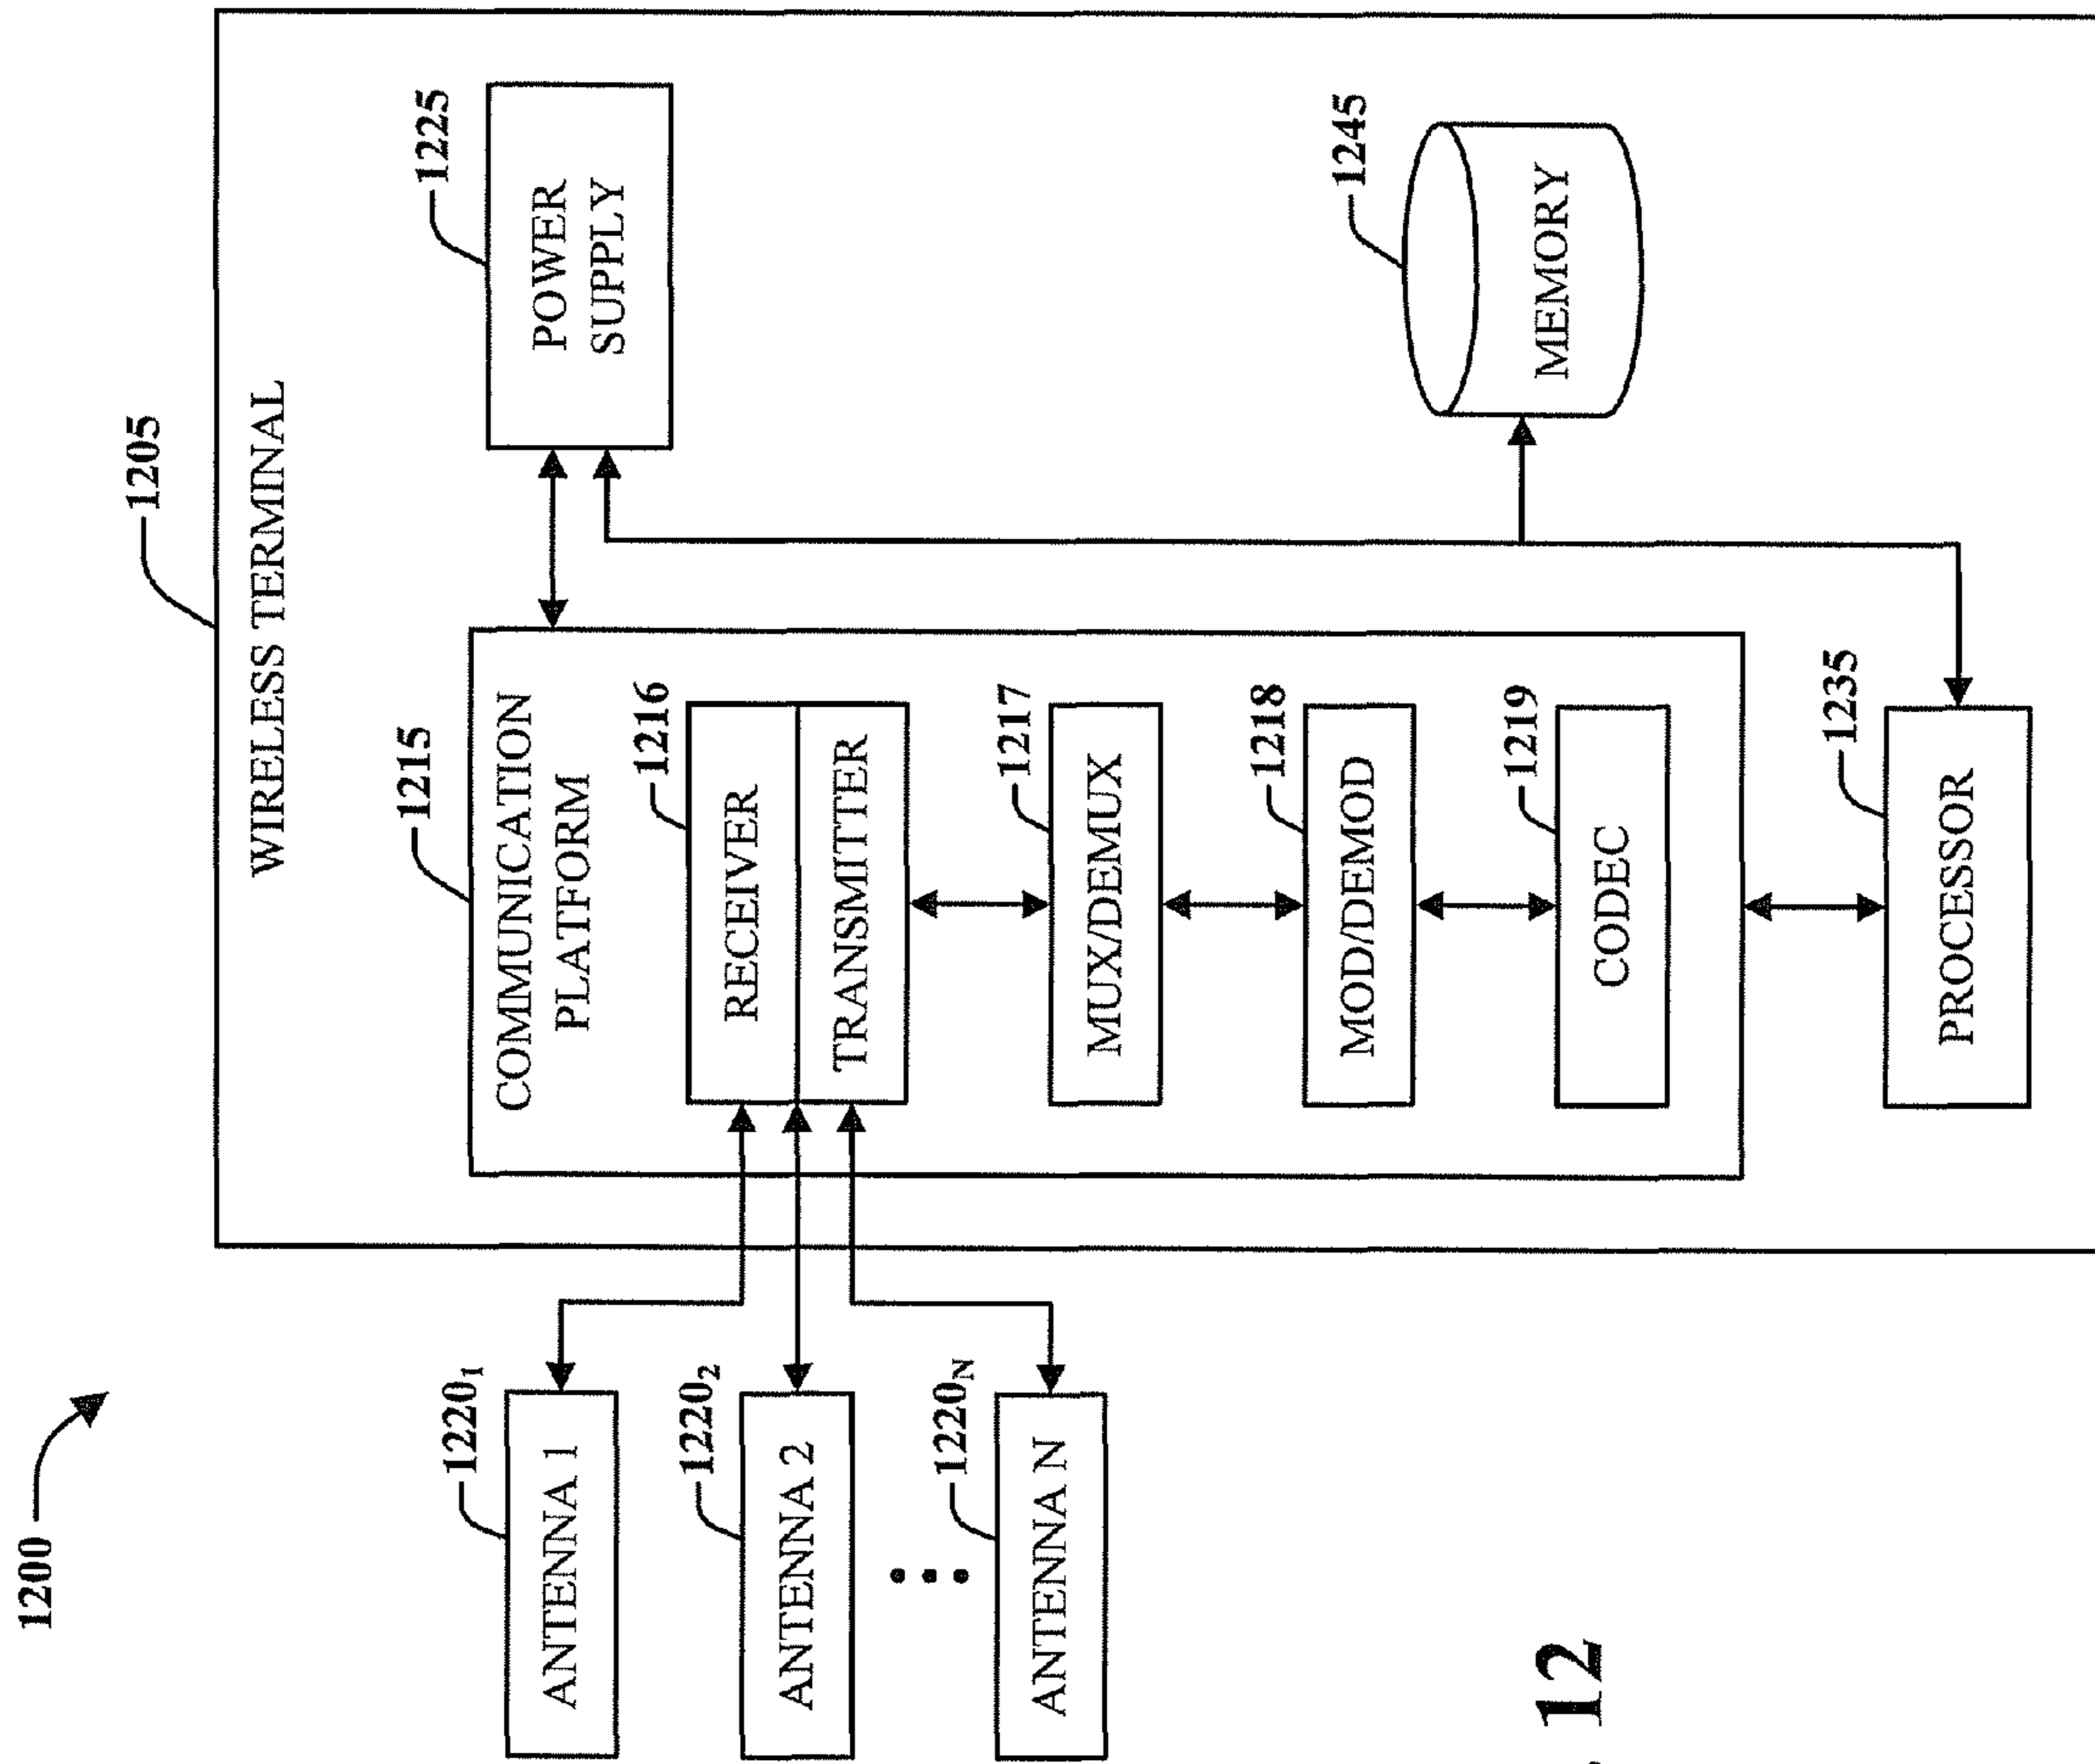 1200
1205
WIRELESS TERMINAL
1215
COMMUNICATION
PLATFORM
1225
POWER
SUPPLY
1220₁
ANTENNA 1
1216
RECEIVER
TRANSMITTER
1220₂
ANTENNA 2
1220_N
ANTENNA N
1217
MUX/DEMUX
1218
MOD/DEMOD
1245
MEMORY
1219
CODEC
1235
PROCESSOR
12